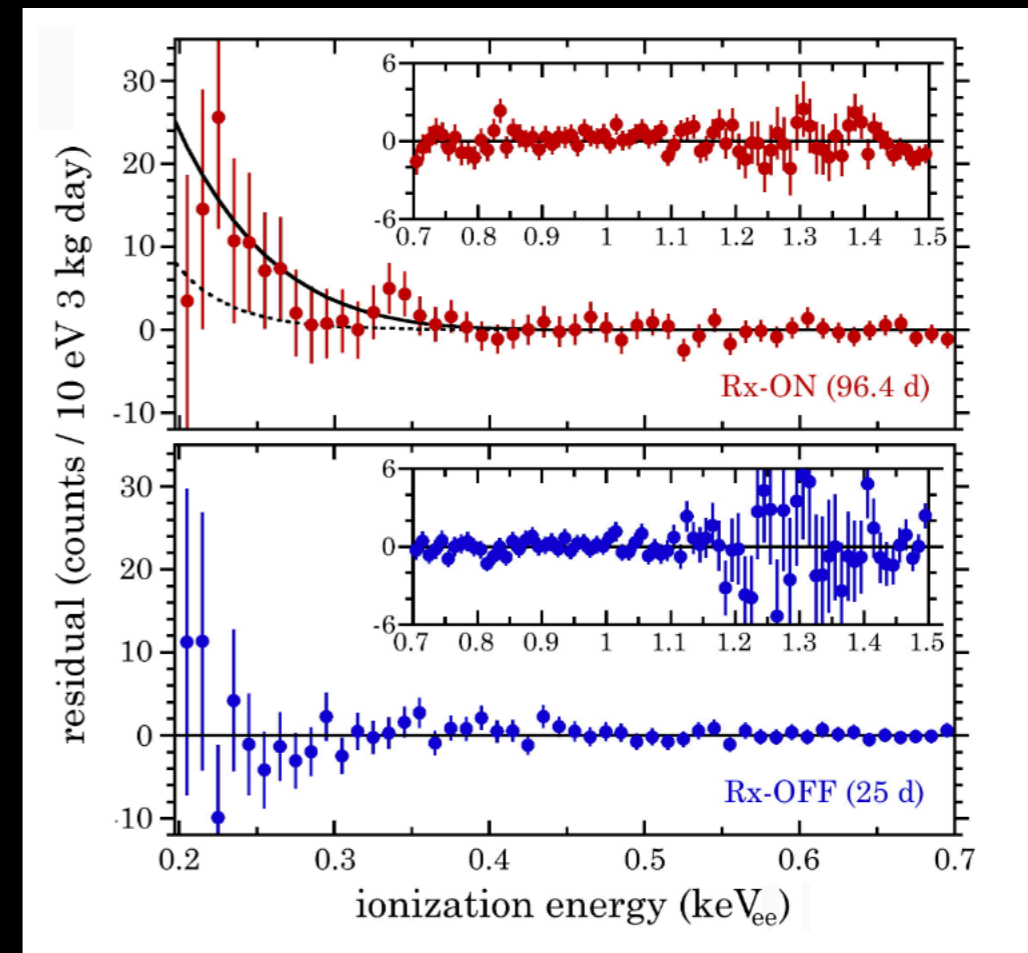 residual (counts / 10 eV 3 kg day)
30
20
10
0
-10
6
0
-6
0.7 0.8 0.9 1 1.1 1.2 1.3 1.4 1.5
Rx-ON (96.4 d)
30
20
10
0
10
6
0
-6
0.7 0.8 0.9 1 1.1 1.2 1.3 1.4 1.5
Rx-OFF (25 d)
0.2 0.3 0.4 0.5 0.6 0.7
ionization energy (keVee)